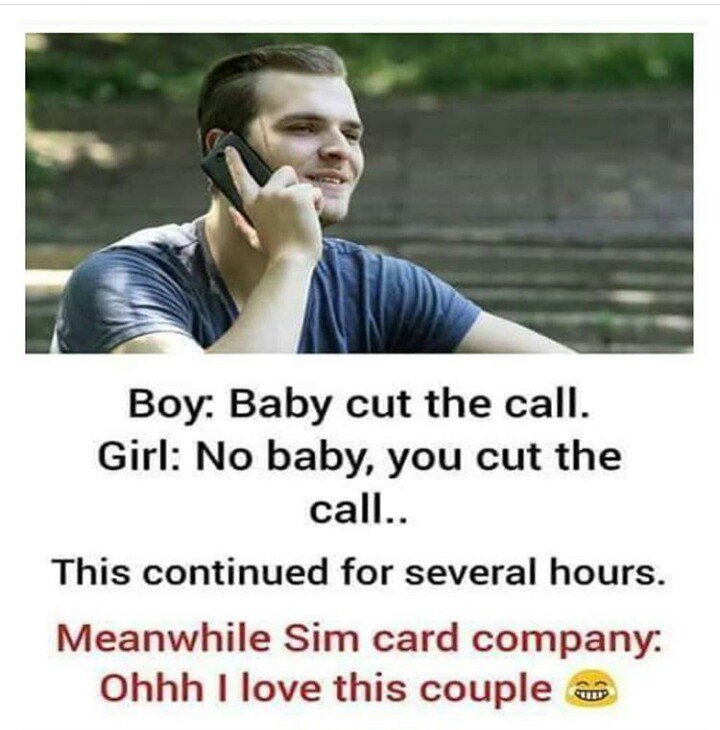 Boy: Baby cut the call.
Girl: No baby, you cut the
call..
This continued for several hours.
Meanwhile Sim card company:
Ohhh I love this couple 😂